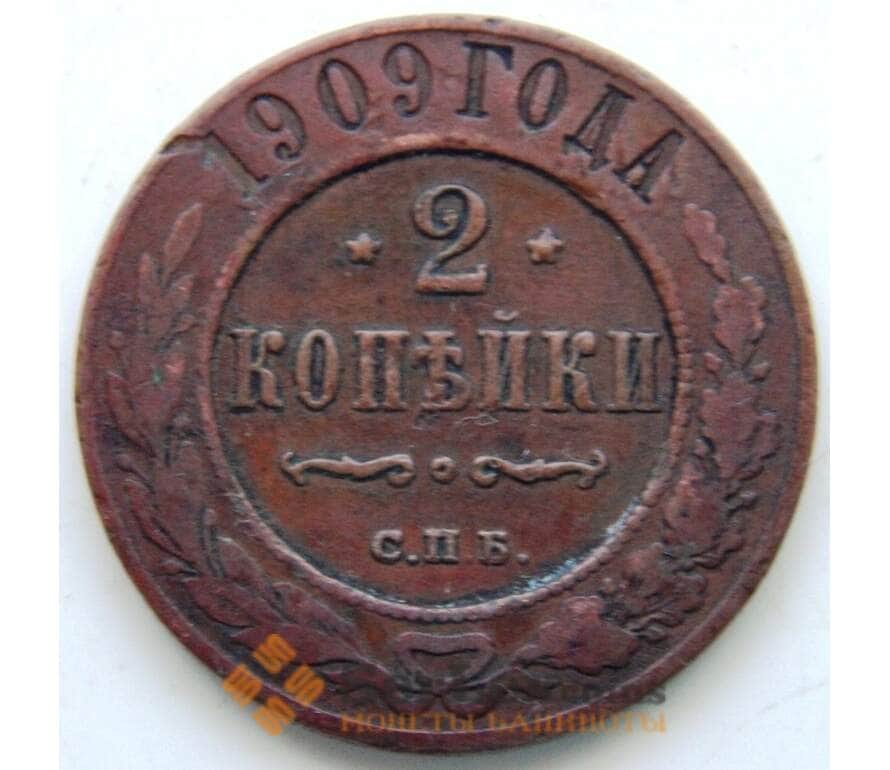 1909 ГОДА
2
КОПѢЙКИ
С.П Б.
МОНЕТЫ БАНКНОТЫ